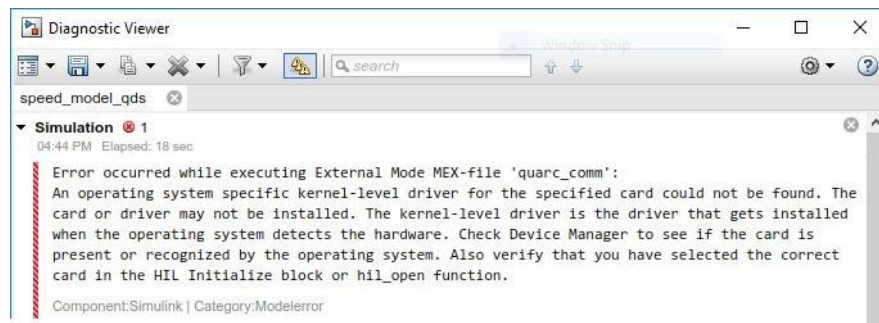 Diagnostic Viewer
Window Snip
search
speed_model_qds
Simulation 1
04:44 PM Elapsed: 18 sec
Error occurred while executing External Mode MEX-file 'quarc_comm':
An operating system specific kernel-level driver for the specified card could not be found. The
card or driver may not be installed. The kernel-level driver is the driver that gets installed
when the operating system detects the hardware. Check Device Manager to see if the card is
present or recognized by the operating system. Also verify that you have selected the correct
card in the HIL Initialize block or hil_open function.
Component:Simulink | Category:Modelerror